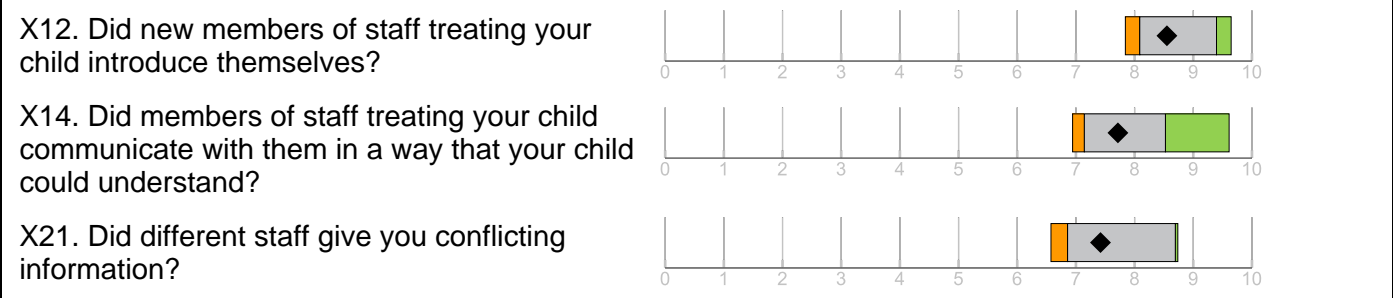 X12. Did new members of staff treating your
child introduce themselves?
0 1 2 3 4 5 6 7 8 9 10
X14. Did members of staff treating your child
communicate with them in a way that your child
could understand?
0 1 2 3 4 5 6 7 8 9 10
X21. Did different staff give you conflicting
information?
0 1 2 3 4 5 6 7 8 9 10